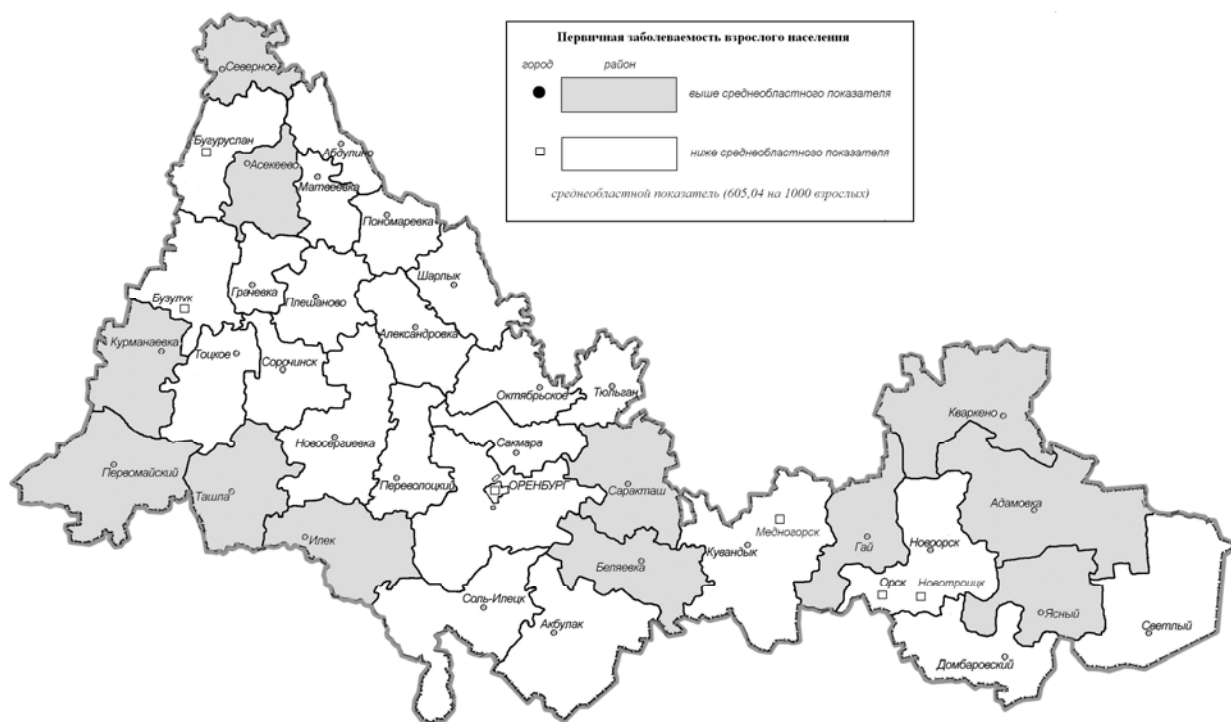 Первичная заболеваемость взрослого населения
город район
выше среднеобластного показателя
ниже среднеобластного показателя
среднеобластной показатель (605,04 на 1000 взрослых)
Северное
Бугуруслан
Абдулино
Асекеево
Матвеевка
Пономаревка
Шарлык
Грачевка
Бузулук
Плешаново
Александровка
Курманаевка
Тоцкое
Сорочинск
Октябрьское
Тюльган
Кваркено
Новосергиевка
Сакмара
Первомайский
Переволоцкий
ОРЕНБУРГ
Саракташ
Ташла
Адамовка
Медногорск
Илек
Гай
Новоорск
Кувандык
Беляевка
Орск
Новотроицк
Соль-Илецк
Ясный
Акбулак
Светлый
Домбаровский